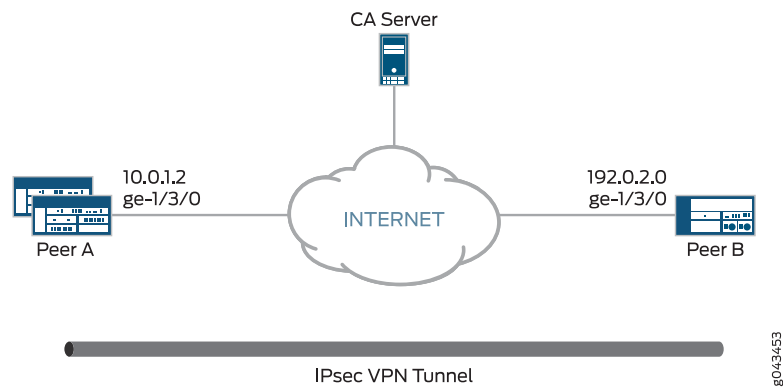 CA Server
10.0.1.2
ge-1/3/0
192.0.2.0
ge-1/3/0
INTERNET
Peer A
Peer B
IPsec VPN Tunnel
g043453